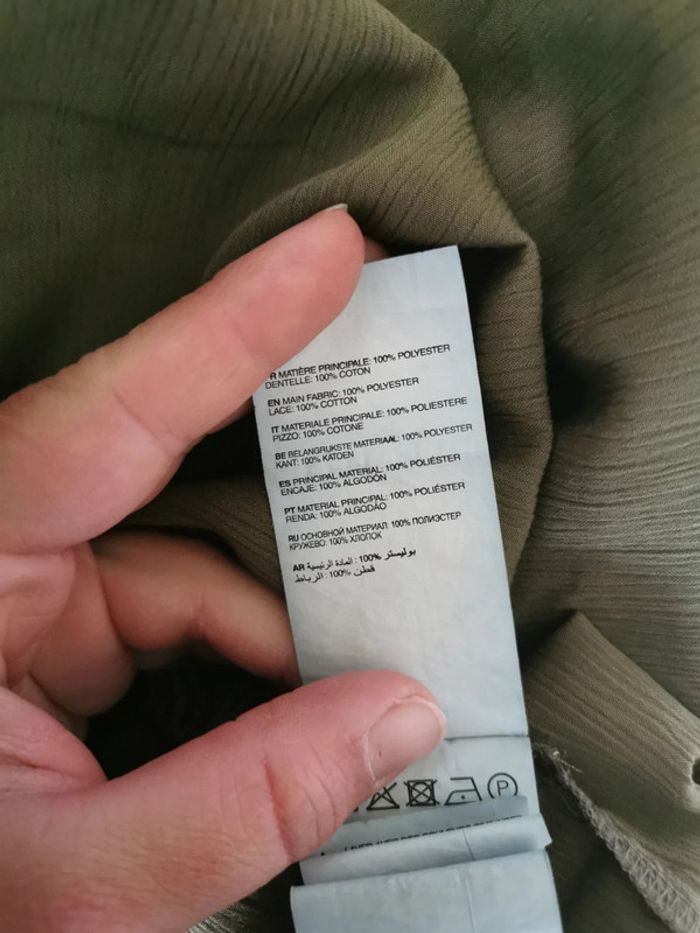 R MATIÈRE PRINCIPALE: 100% POLYESTER
DENTELLE: 100% COTON
EN MAIN FABRIC: 100% POLYESTER
LACE: 100% COTTON
IT MATERIALE PRINCIPALE: 100% POLIESTERE
PIZZO: 100% COTONE
BE BELANGRIJKSTE MATERIAAL: 100% POLYESTER
KANT: 100% KATOEN
ES PRINCIPAL MATERIAL: 100% POLIÉSTER
ENCAJE: 100% ALGODÓN
PT MATERIAL PRINCIPAL: 100% POLIÉSTER
RENDA: 100% ALGODÃO
RU ОСНОВНОЙ МАТЕРИАЛ: 100% ПОЛИЭСТЕР
КРУЖЕВО: 100% ХЛОПОК
AR المادة الرئيسية : 100% بوليستر
الرباط : 100% قطن
P